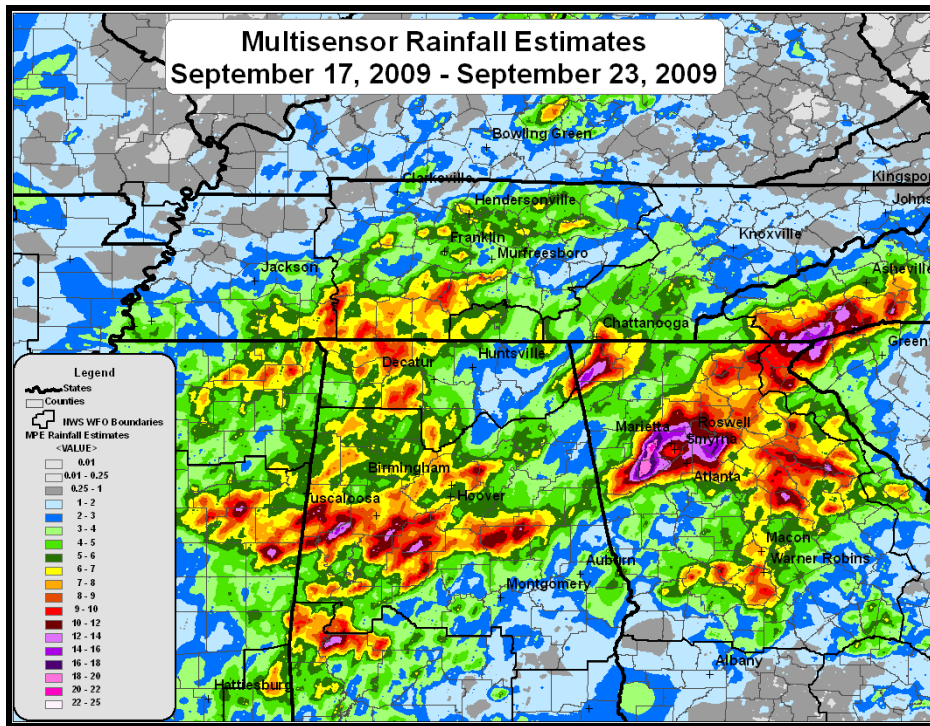 Multisensor Rainfall Estimates
September 17, 2009 - September 23, 2009
Bowling Green
Clarksville
Kingspor
Hendersonville
Johns
Franklin
Knoxville
Murfreesboro
Jackson
Asheville
Chattanooga
Huntsville
Green
Decatur
Legend
States
Counties
NWS WFO Boundaries
MPE Rainfall Estimates
<VALUE>
0.01
0.01 - 0.25
0.25 - 1
1 - 2
2 - 3
3 - 4
4 - 5
5 - 6
6 - 7
7 - 8
8 - 9
9 - 10
10 - 12
12 - 14
14 - 16
16 - 18
18 - 20
20 - 22
22 - 25
Marietta
Roswell
Smyrna
Birmingham
Atlanta
Tuscaloosa
Hoover
Macon
Warner Robins
Auburn
Montgomery
Albany
Hattiesburg